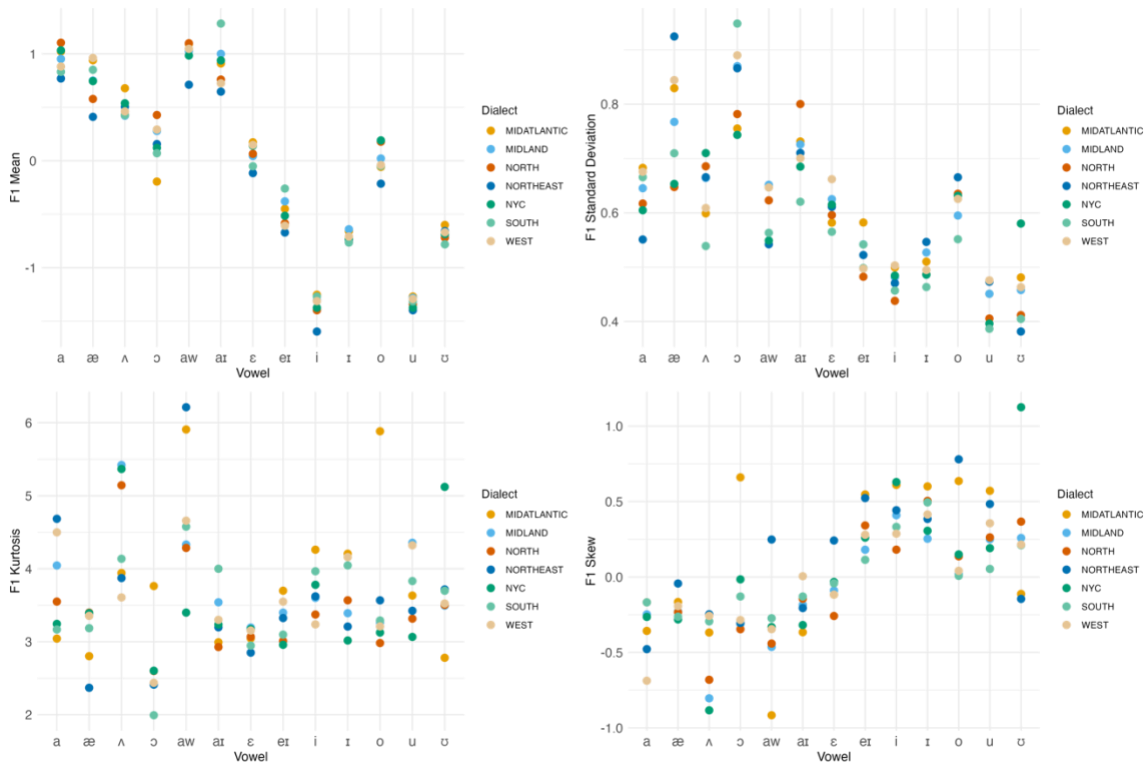 F1 Mean
1
0
-1
a æ ʌ ɔ aw aɪ ɛ eɪ i ɪ o u ʊ
Vowel
Dialect
MIDATLANTIC
MIDLAND
NORTH
NORTHEAST
NYC
SOUTH
WEST
F1 Standard Deviation
0.8
0.6
0.4
a æ ʌ ɔ aw aɪ ɛ eɪ i ɪ o u ʊ
Vowel
Dialect
MIDATLANTIC
MIDLAND
NORTH
NORTHEAST
NYC
SOUTH
WEST
F1 Kurtosis
6
5
4
3
2
a æ ʌ ɔ aw aɪ ɛ eɪ i ɪ o u ʊ
Vowel
Dialect
MIDATLANTIC
MIDLAND
NORTH
NORTHEAST
NYC
SOUTH
WEST
F1 Skew
1.0
0.5
0.0
-0.5
-1.0
a æ ʌ ɔ aw aɪ ɛ eɪ i ɪ o u ʊ
Vowel
Dialect
MIDATLANTIC
MIDLAND
NORTH
NORTHEAST
NYC
SOUTH
WEST